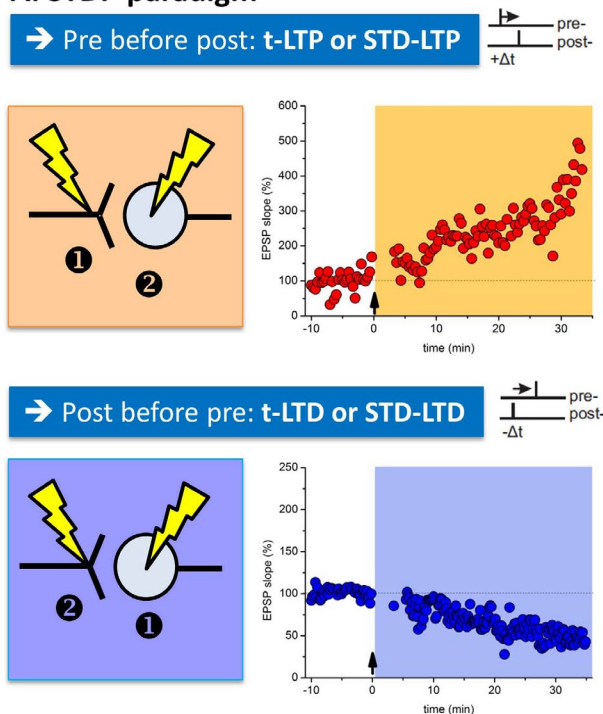 → Pre before post: t-LTP or STD-LTP
pre-
post-
+Δt
❶
❷
EPSP slope (%)
600
500
400
300
200
100
0
-10 0 10 20 30
time (min)
→ Post before pre: t-LTD or STD-LTD
pre-
post-
-Δt
❷
❶
EPSP slope (%)
250
200
150
100
50
0
-10 0 10 20 30
time (min)